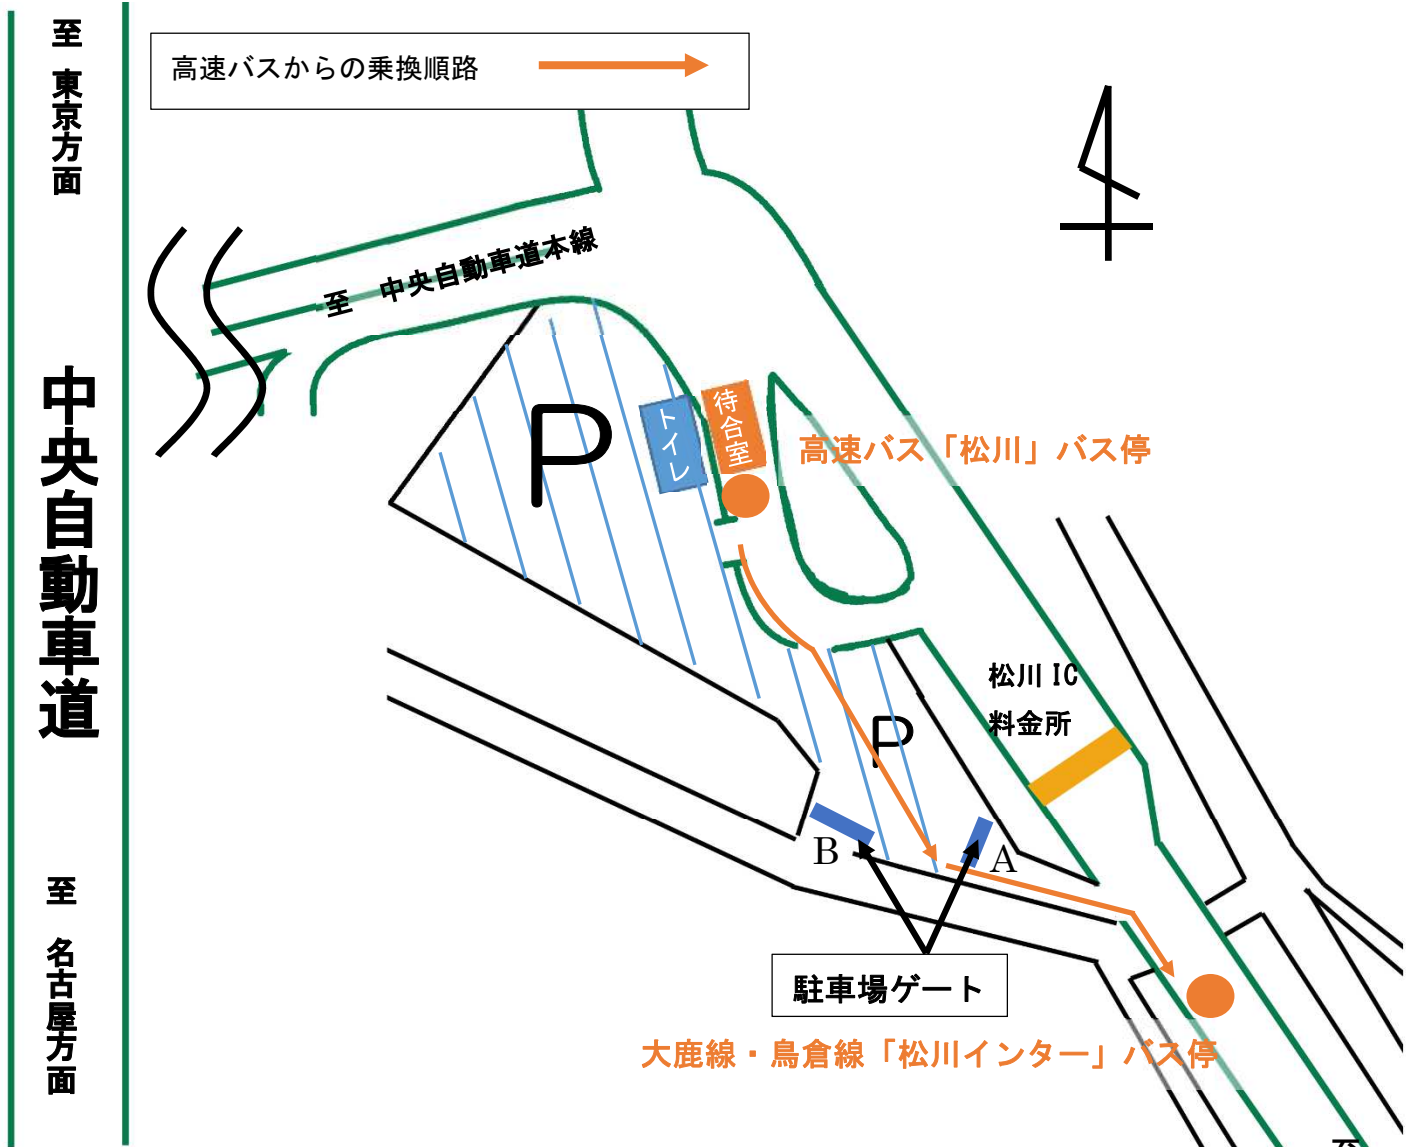 高速バスからの乗換順路
至 東京方面
中央自動車道
至 名古屋方面
至 中央自動車道本線
P
トイレ
待合室
高速バス「松川」バス停
松川 IC
料金所
P
B
A
駐車場ゲート
大鹿線・鳥倉線「松川インター」バス停